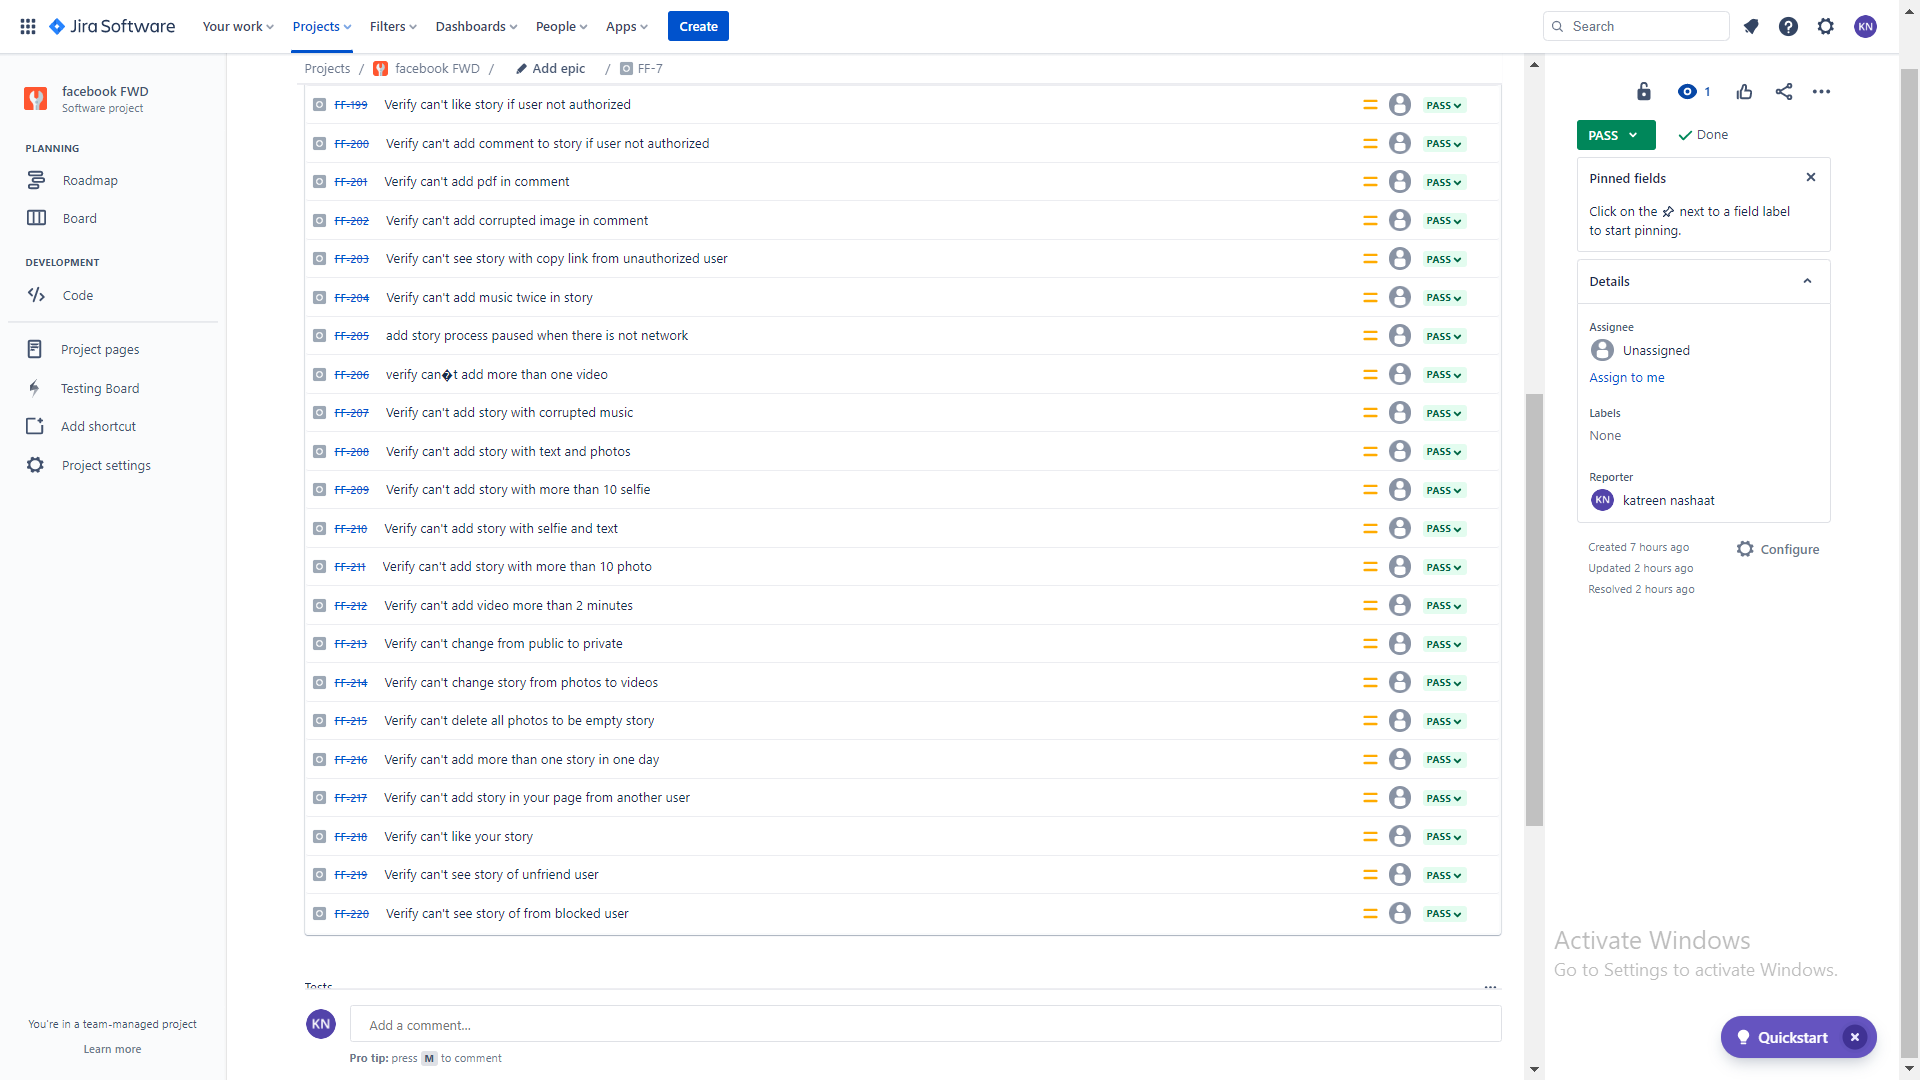 Jira Software
Your work
Projects
Filters
Dashboards
People
Apps
Create
Search
KN
facebook FWD
Software project
PLANNING
Roadmap
Board
DEVELOPMENT
Code
Project pages
Testing Board
Add shortcut
Project settings
You're in a team-managed project
Learn more
Projects / facebook FWD / Add epic / FF-7
FF-199 Verify can't like story if user not authorized PASS
FF-200 Verify can't add comment to story if user not authorized PASS
FF-201 Verify can't add pdf in comment PASS
FF-202 Verify can't add corrupted image in comment PASS
FF-203 Verify can't see story with copy link from unauthorized user PASS
FF-204 Verify can't add music twice in story PASS
FF-205 add story process paused when there is not network PASS
FF-206 verify can�t add more than one video PASS
FF-207 Verify can't add story with corrupted music PASS
FF-208 Verify can't add story with text and photos PASS
FF-209 Verify can't add story with more than 10 selfie PASS
FF-210 Verify can't add story with selfie and text PASS
FF-211 Verify can't add story with more than 10 photo PASS
FF-212 Verify can't add video more than 2 minutes PASS
FF-213 Verify can't change from public to private PASS
FF-214 Verify can't change story from photos to videos PASS
FF-215 Verify can't delete all photos to be empty story PASS
FF-216 Verify can't add more than one story in one day PASS
FF-217 Verify can't add story in your page from another user PASS
FF-218 Verify can't like your story PASS
FF-219 Verify can't see story of unfriend user PASS
FF-220 Verify can't see story of from blocked user PASS
Tests
KN
Add a comment...
Pro tip: press M to comment
1
PASS
Done
Pinned fields
Click on the next to a field label
to start pinning.
Details
Assignee
Unassigned
Assign to me
Labels
None
Reporter
KN katreen nashaat
Created 7 hours ago
Configure
Updated 2 hours ago
Resolved 2 hours ago
Activate Windows
Go to Settings to activate Windows.
Quickstart